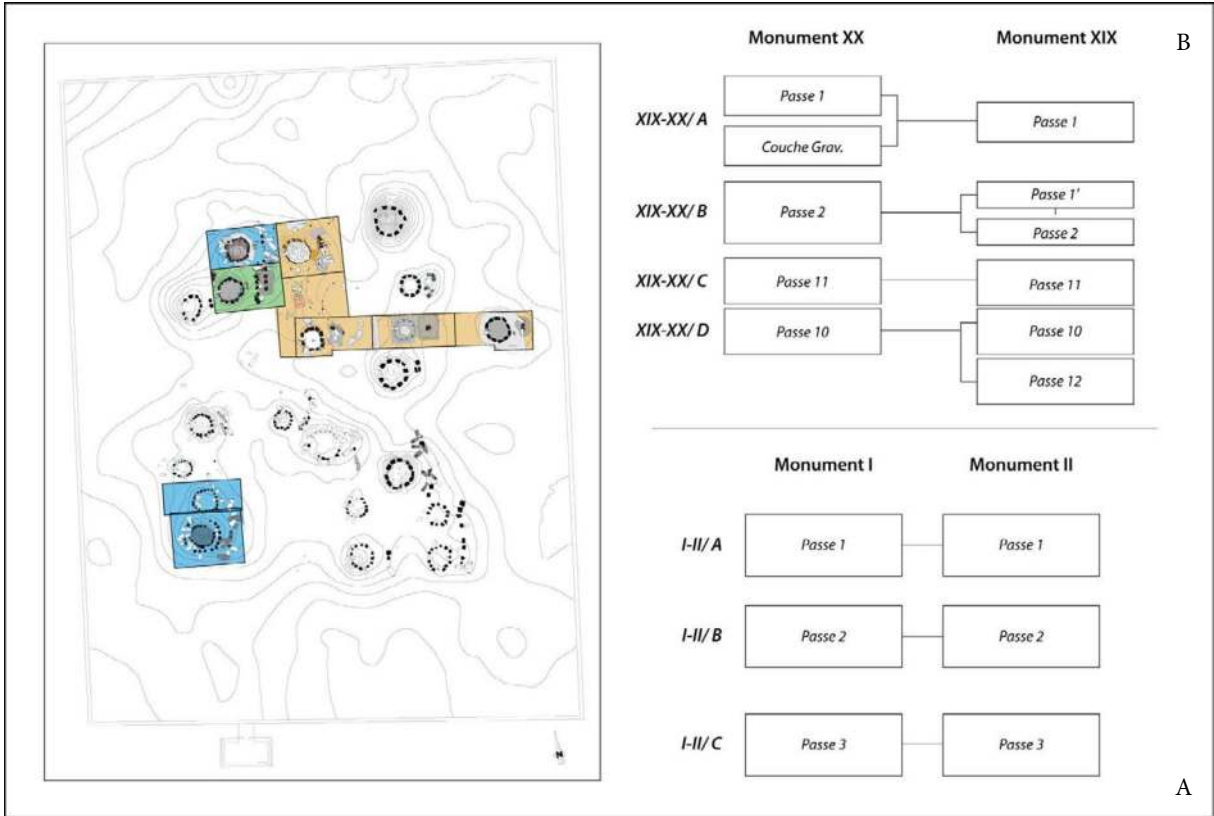 Monument XX Monument XIX B
XIX-XX/ A Passe 1 Passe 1
Couche Grav.
XIX-XX/ B Passe 2 Passe 1'
Passe 2
XIX-XX/ C Passe 11 Passe 11
XIX-XX/ D Passe 10 Passe 10
Passe 12
Monument I Monument II
I-II/ A Passe 1 Passe 1
I-II/ B Passe 2 Passe 2
I-II/ C Passe 3 Passe 3
N
A